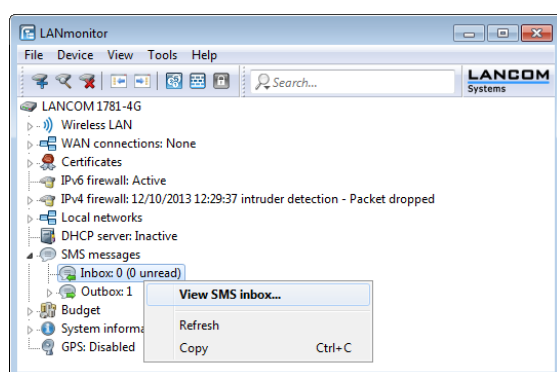 LANmonitor
File Device View Tools Help
Search...
LANCOM
Systems
LANCOM 1781-4G
Wireless LAN
WAN connections: None
Certificates
IPv6 firewall: Active
IPv4 firewall: 12/10/2013 12:29:37 intruder detection - Packet dropped
Local networks
DHCP server: Inactive
SMS messages
Inbox: 0 (0 unread)
Outbox: 1
View SMS inbox...
Budget
System informa
Refresh
GPS: Disabled
Copy Ctrl+C